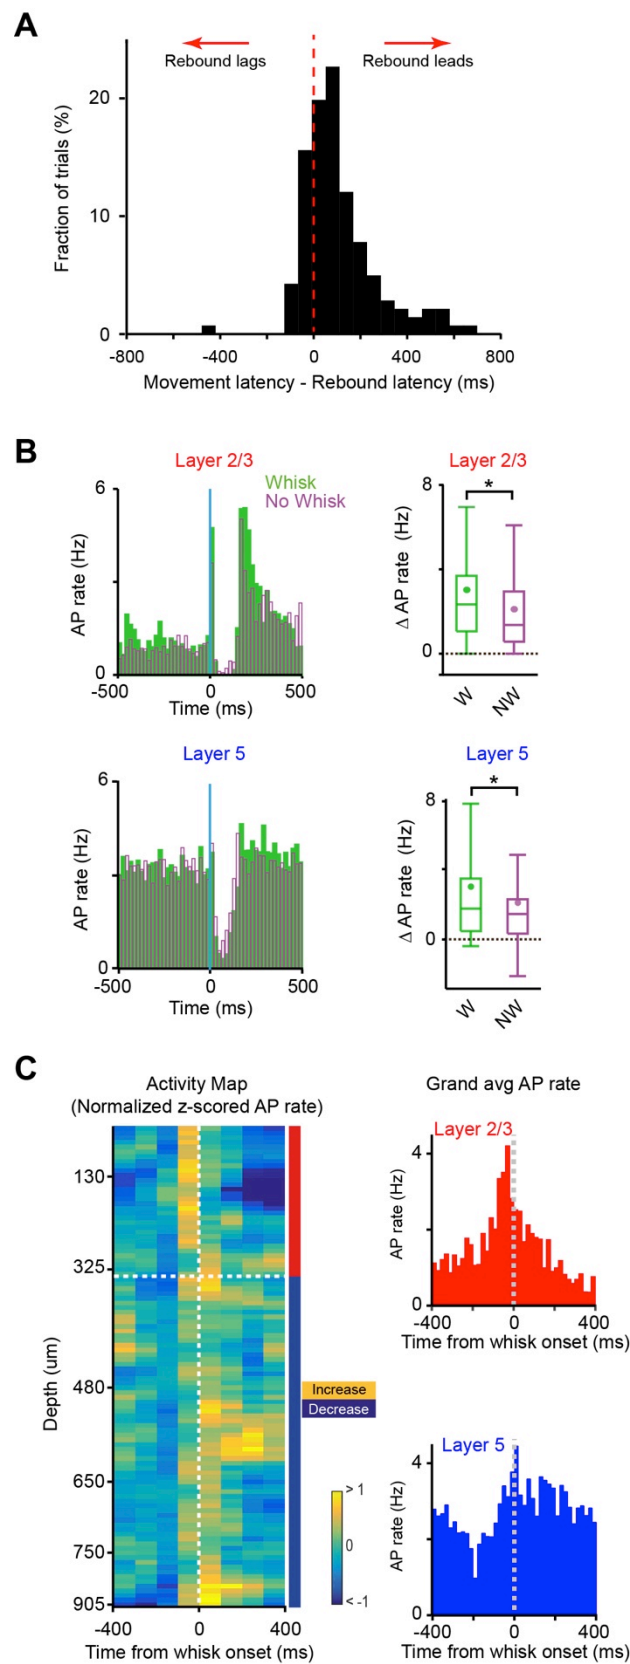 A
Rebound lags
Rebound leads
Fraction of trials (%)
20
10
0
-800
-400
0
400
800
Movement latency - Rebound latency (ms)
B
Layer 2/3
Whisk
No Whisk
AP rate (Hz)
6
0
-500
0
500
Time (ms)
Layer 2/3
*
Δ AP rate (Hz)
8
0
W
NW
Layer 5
AP rate (Hz)
6
0
-500
0
500
Time (ms)
Layer 5
*
Δ AP rate (Hz)
8
4
0
W
NW
C
Activity Map
(Normalized z-scored AP rate)
Depth (um)
130
325
480
650
750
905
-400
0
400
Time from whisk onset (ms)
Increase
Decrease
> 1
0
< -1
Grand avg AP rate
Layer 2/3
AP rate (Hz)
4
2
0
-400
0
400
Time from whisk onset (ms)
Layer 5
AP rate (Hz)
4
2
0
-400
0
400
Time from whisk onset (ms)